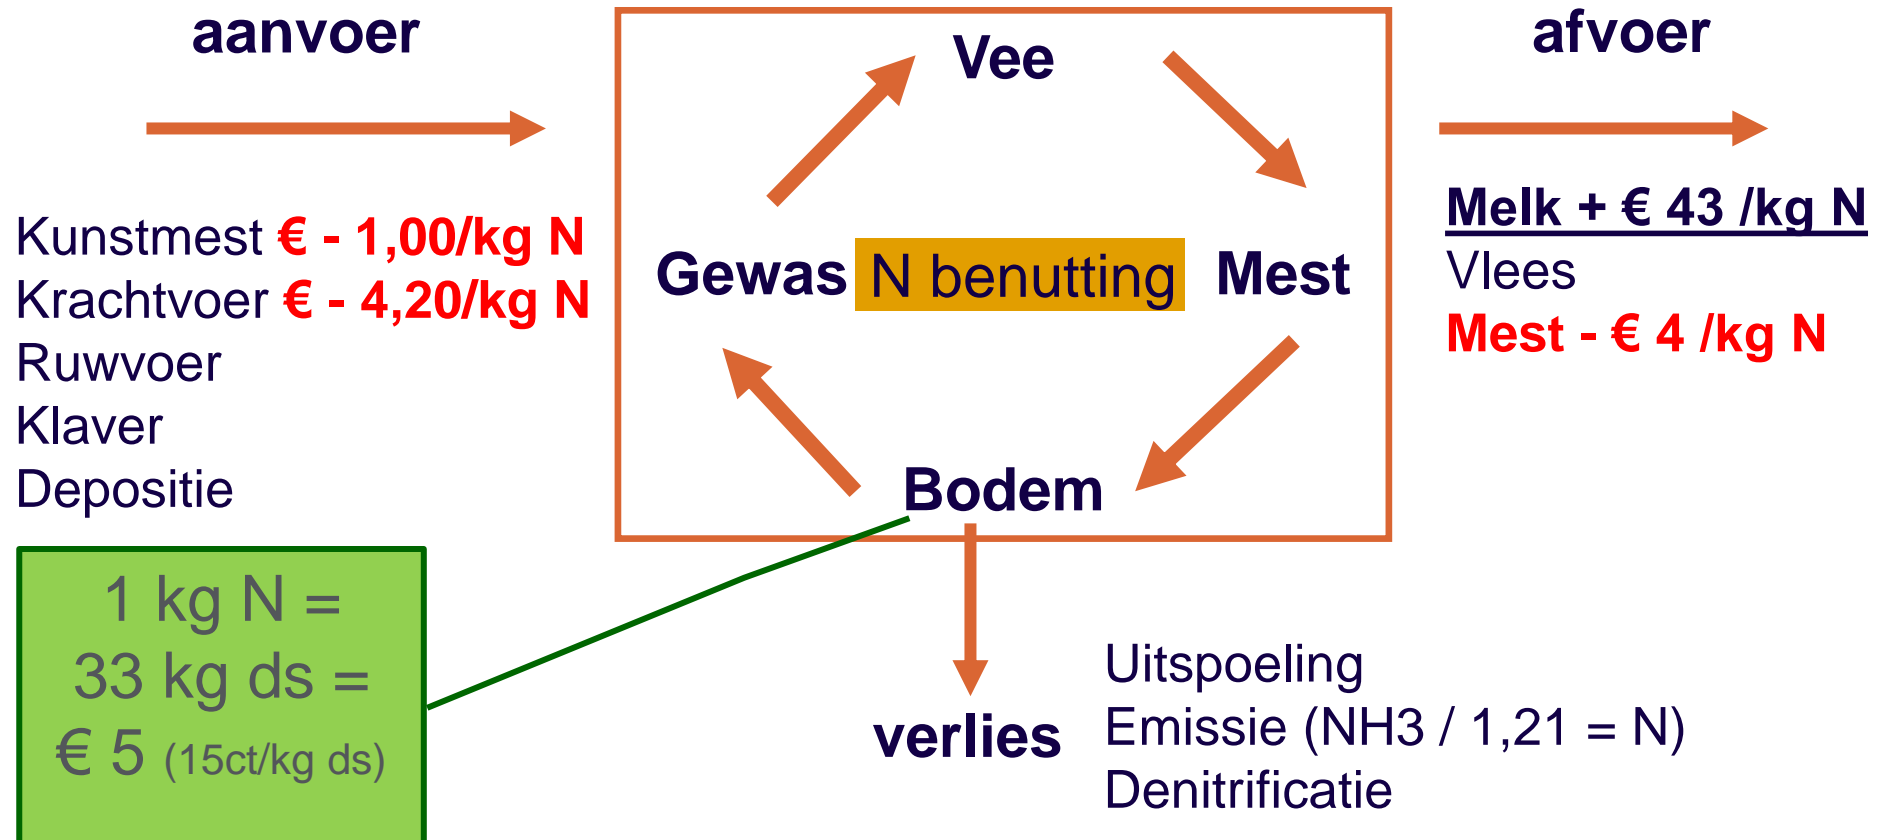 aanvoer
Kunstmest € - 1,00/kg N
Krachtvoer € - 4,20/kg N
Ruwvoer
Klaver
Depositie
1 kg N =
33 kg ds =
€ 5 (15ct/kg ds)
Vee
Gewas N benutting Mest
Bodem
verlies
Uitspoeling
Emissie (NH3 / 1,21 = N)
Denitrificatie
afvoer
Melk + € 43 /kg N
Vlees
Mest - € 4 /kg N